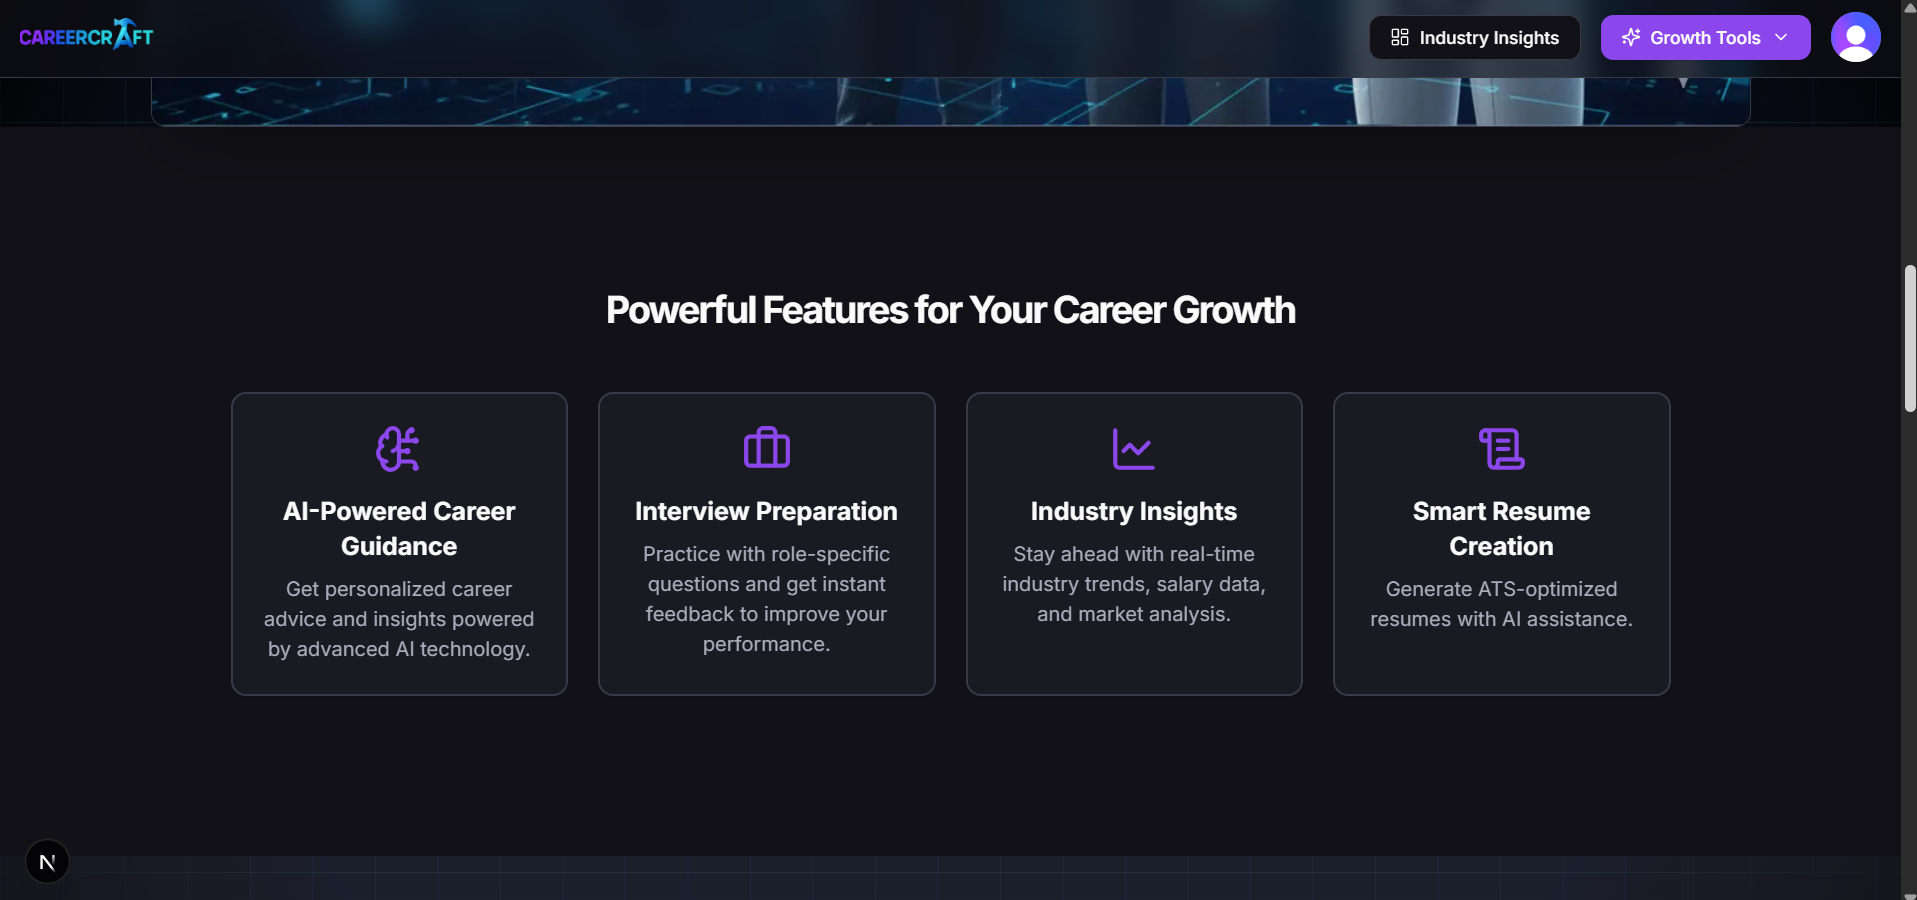 CAREERCRAFT
Industry Insights
Growth Tools
Powerful Features for Your Career Growth
AI-Powered Career
Guidance
Get personalized career
advice and insights powered
by advanced AI technology.
Interview Preparation
Practice with role-specific
questions and get instant
feedback to improve your
performance.
Industry Insights
Stay ahead with real-time
industry trends, salary data,
and market analysis.
Smart Resume
Creation
Generate ATS-optimized
resumes with AI assistance.
N